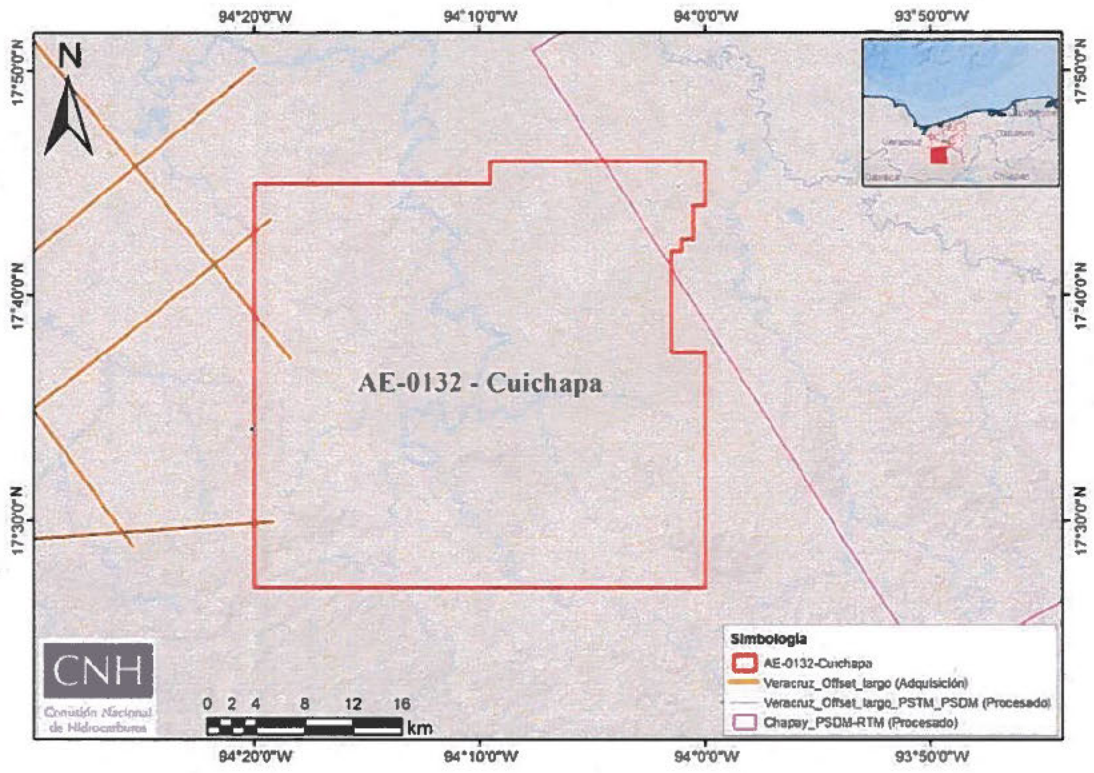 94°20'0"W 94°10'0"W 94°0'0"W 93°50'0"W
17°50'0"N 17°50'0"N
N
Veracruz
Oaxaca
Chiapas
17°40'0"N 17°40'0"N
AE-0132 - Cuichapa
17°30'0"N 17°30'0"N
CNH
Comisión Nacional
de Hidrocarburos
0 2 4 8 12 16
km
Simbología
AE-0132-Cuichapa
Veracruz_Offset_largo (Adquisición)
Veracruz_Offset_largo_PSTM_PSDM (Procesado)
Chapay_PSDM-RTM (Procesado)
94°20'0"W 94°10'0"W 94°0'0"W 93°50'0"W